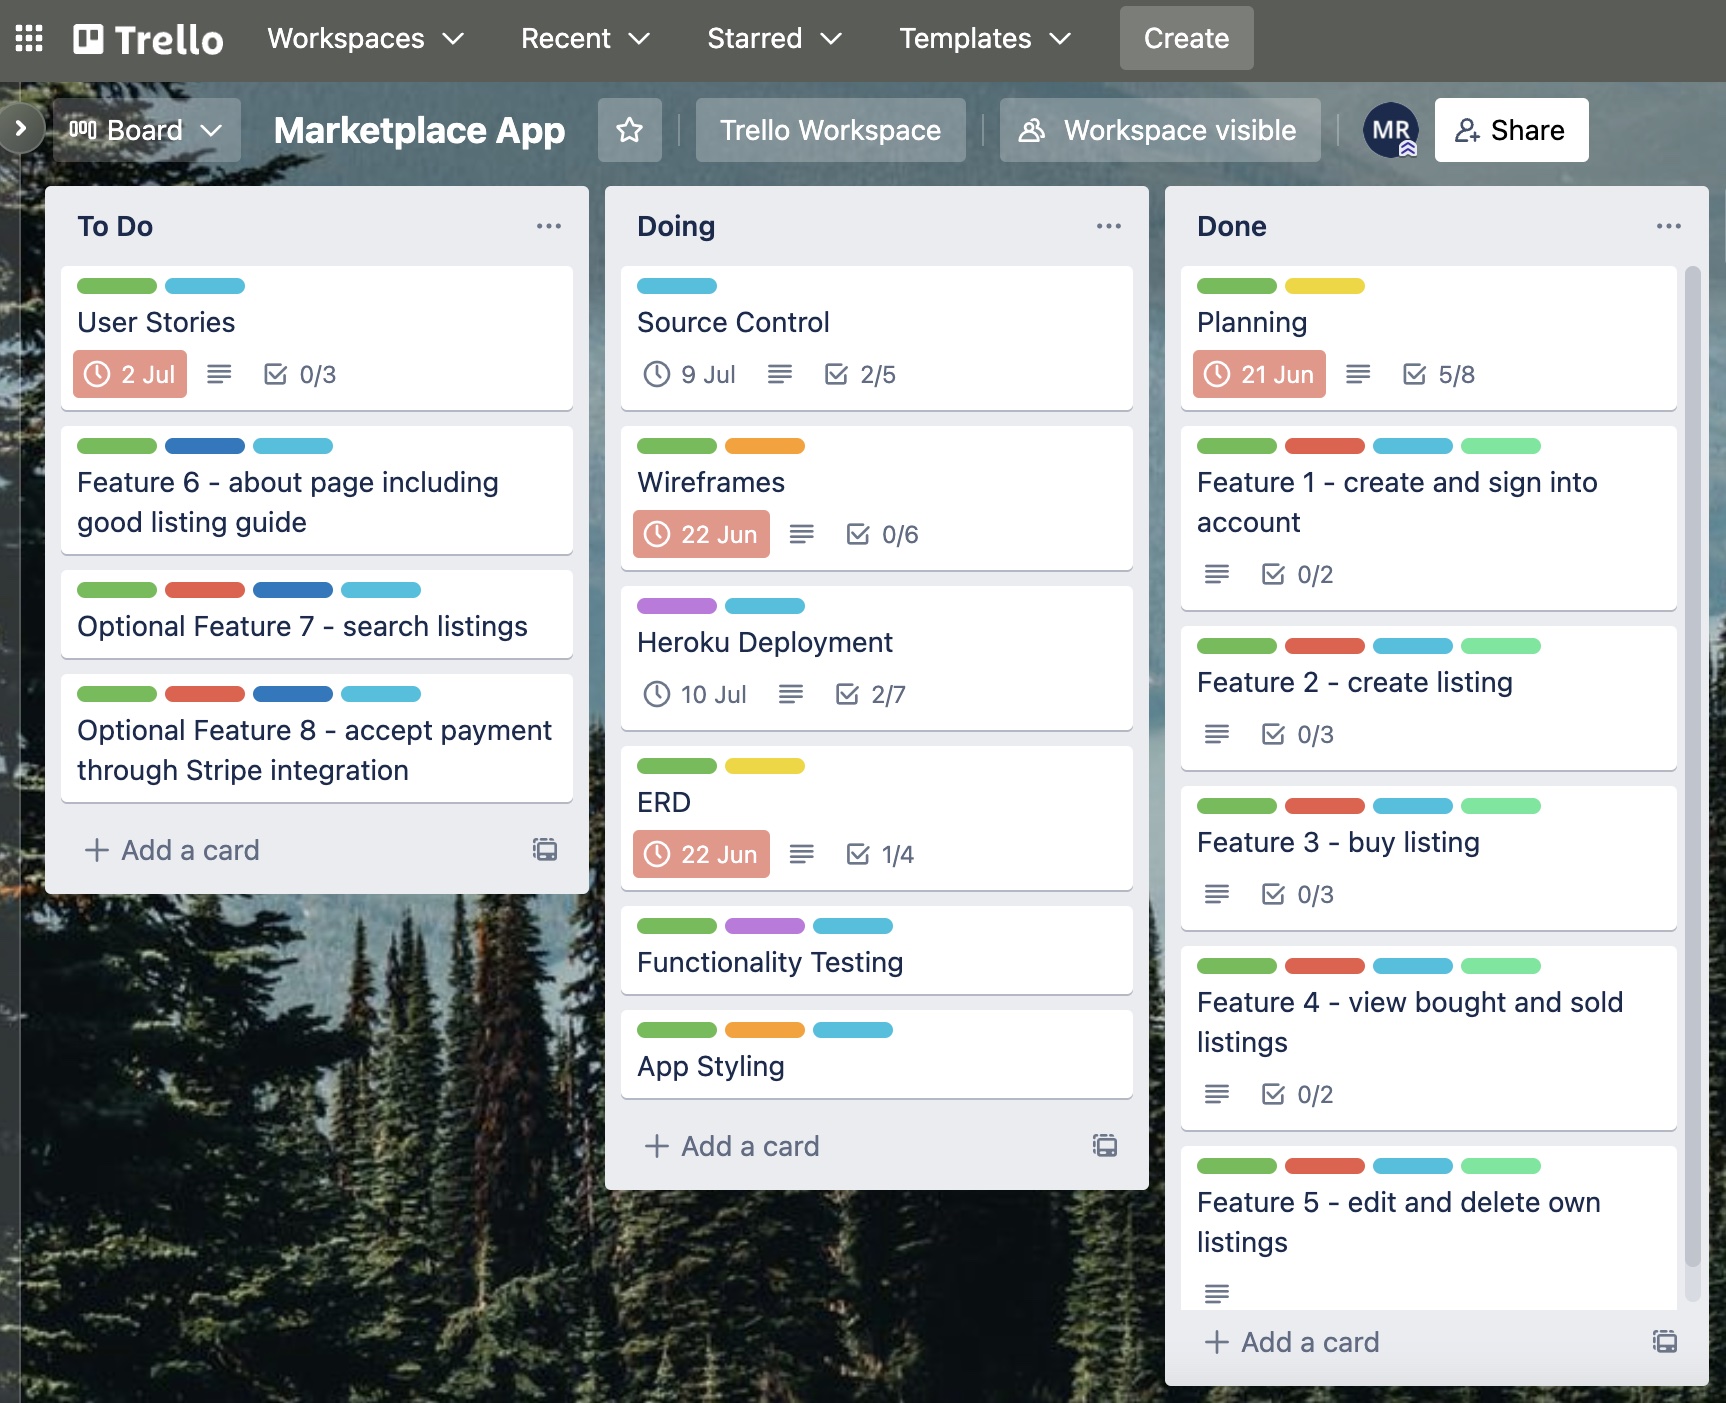 Trello
Workspaces
Recent
Starred
Templates
Create
Board
Marketplace App
Trello Workspace
Workspace visible
MR
Share
To Do
User Stories
2 Jul
0/3
Feature 6 - about page including
good listing guide
Optional Feature 7 - search listings
Optional Feature 8 - accept payment
through Stripe integration
+ Add a card
Doing
Source Control
9 Jul
2/5
Wireframes
22 Jun
0/6
Heroku Deployment
10 Jul
2/7
ERD
22 Jun
1/4
Functionality Testing
App Styling
+ Add a card
Done
Planning
21 Jun
5/8
Feature 1 - create and sign into
account
0/2
Feature 2 - create listing
0/3
Feature 3 - buy listing
0/3
Feature 4 - view bought and sold
listings
0/2
Feature 5 - edit and delete own
listings
+ Add a card